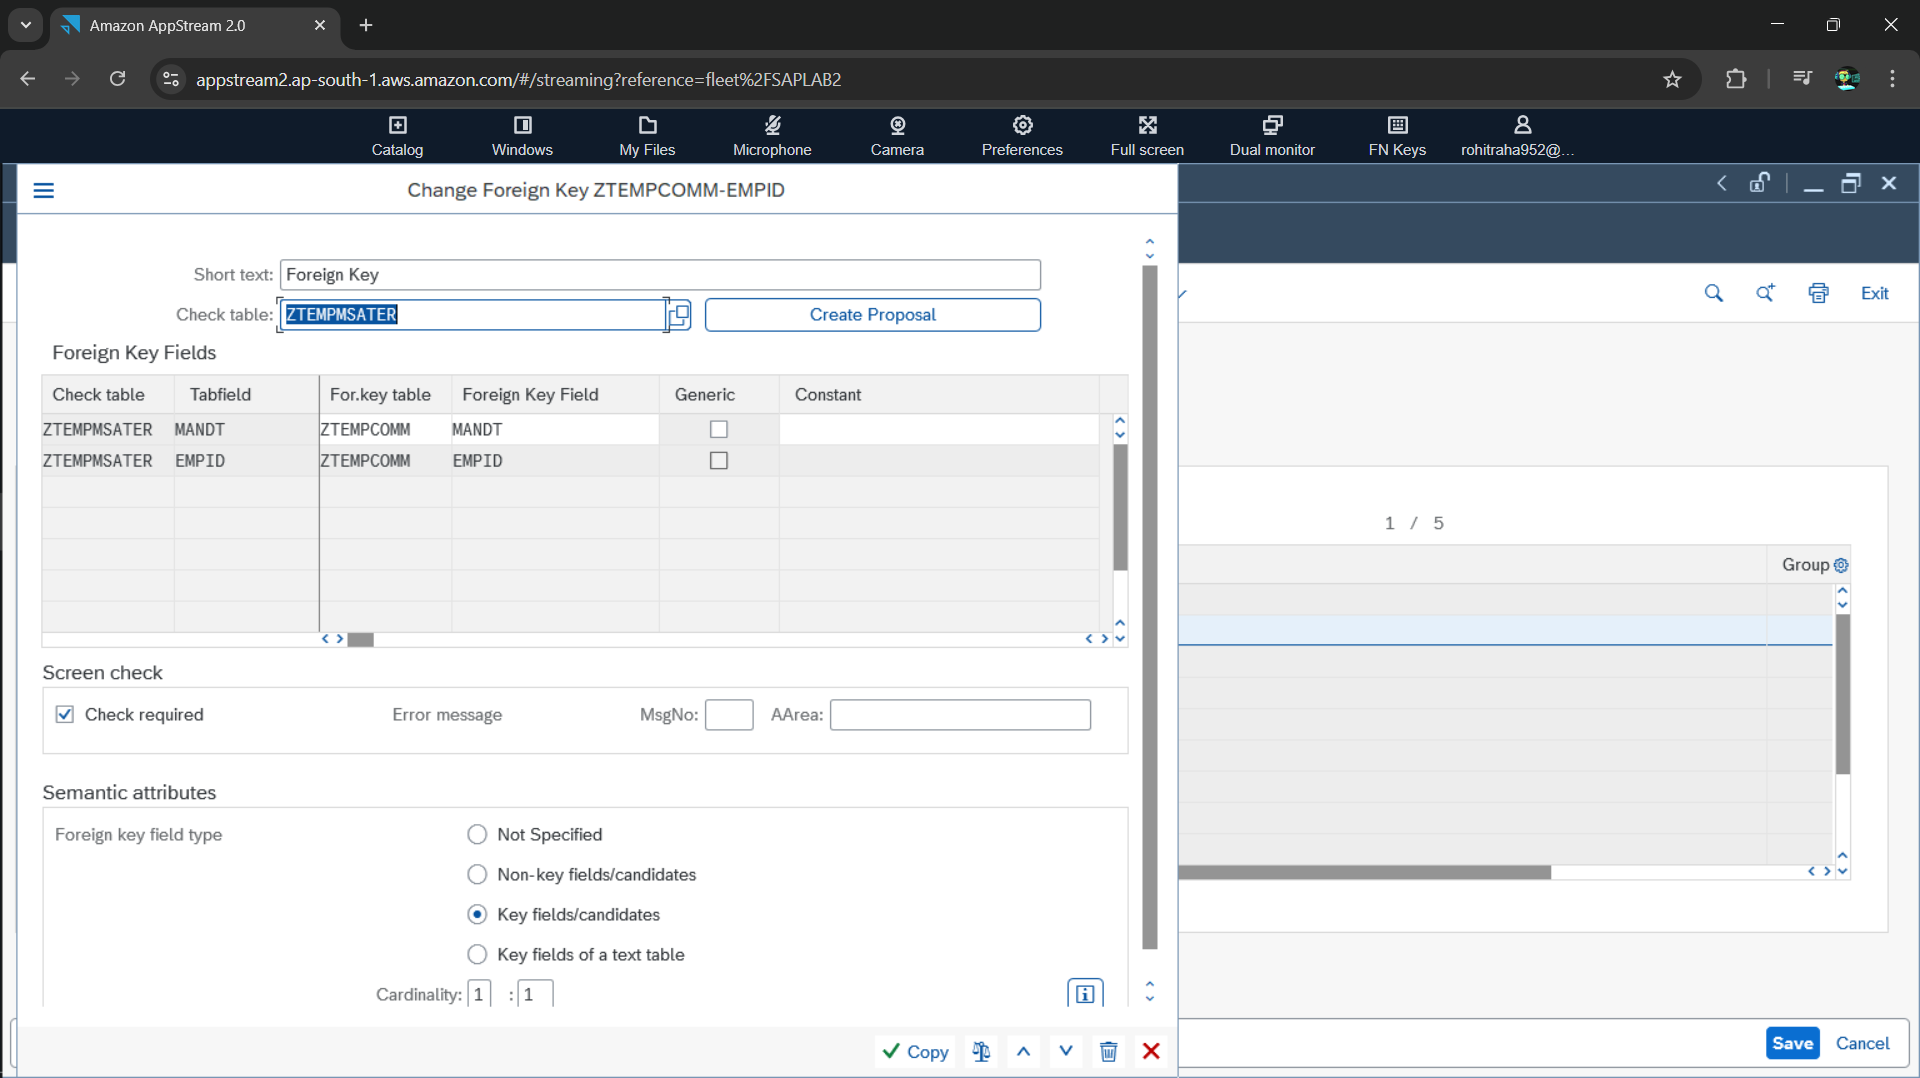 Amazon AppStream 2.0
appstream2.ap-south-1.aws.amazon.com/#/streaming?reference=fleet%2FSAPLAB2
Catalog
Windows
My Files
Microphone
Camera
Preferences
Full screen
Dual monitor
FN Keys
rohitraha952@...
Change Foreign Key ZTEMPCOMM-EMPID
Short text: Foreign Key
Check table: ZTEMPMSATER Create Proposal
Exit
Foreign Key Fields
Check table Tabfield For.key table Foreign Key Field Generic Constant
ZTEMPMSATER MANDT ZTEMPCOMM MANDT
ZTEMPMSATER EMPID ZTEMPCOMM EMPID
1 / 5
Group
Screen check
Check required Error message MsgNo: AArea:
Semantic attributes
Foreign key field type Not Specified
Non-key fields/candidates
Key fields/candidates
Key fields of a text table
Cardinality: 1 : 1
Copy
Save Cancel